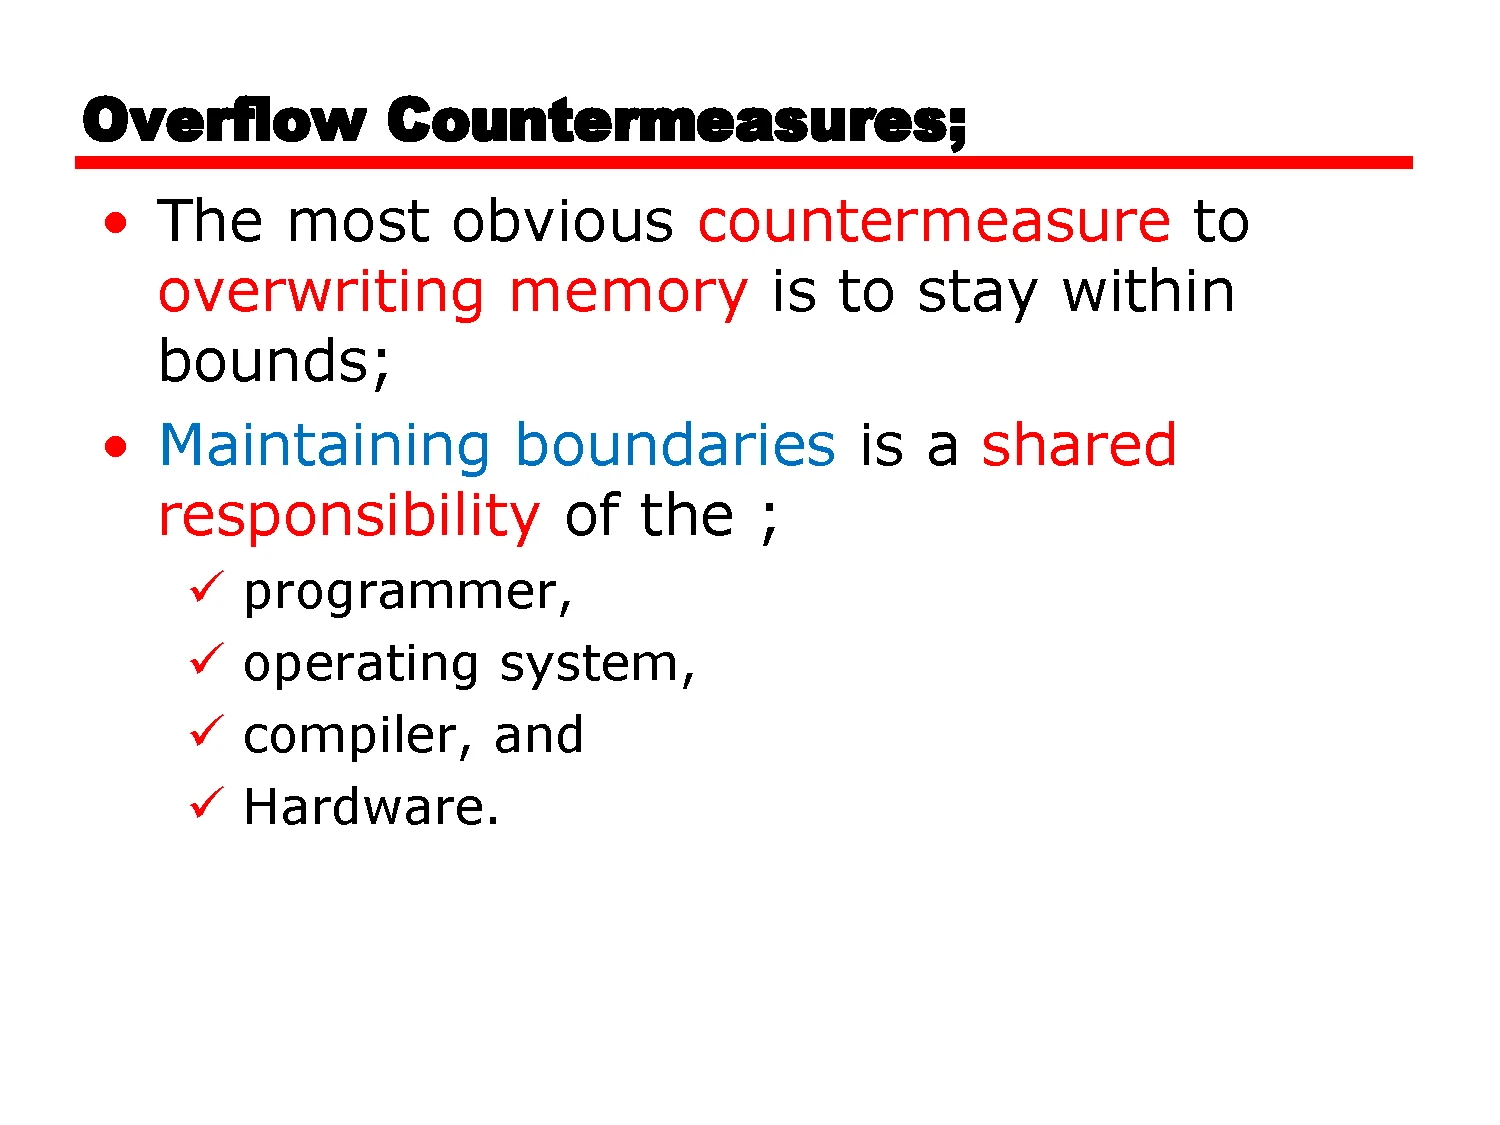 Overflow Countermeasures;
• The most obvious countermeasure to
overwriting memory is to stay within
bounds;
• Maintaining boundaries is a shared
responsibility of the ;
✓ programmer,
✓ operating system,
✓ compiler, and
✓ Hardware.